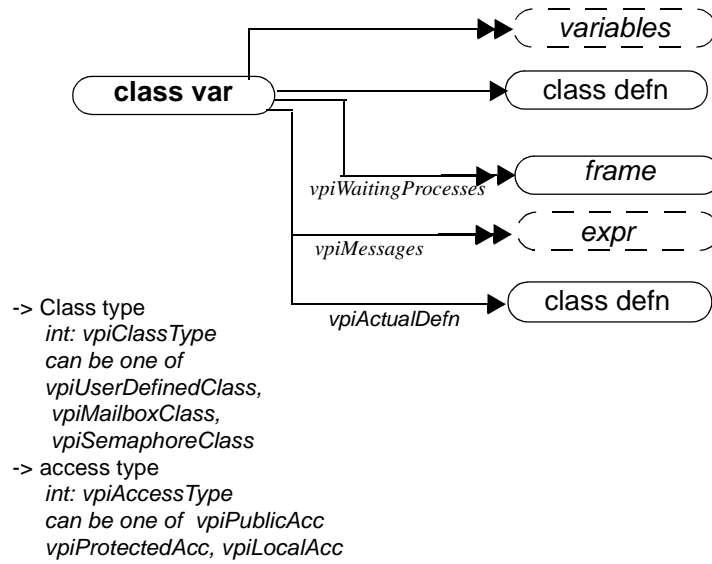 variables
class var
class defn
frame
vpiWaitingProcesses
expr
vpiMessages
class defn
vpiActualDefn
-> Class type
int: vpiClassType
can be one of
vpiUserDefinedClass,
vpiMailboxClass,
vpiSemaphoreClass
-> access type
int: vpiAccessType
can be one of vpiPublicAcc
vpiProtectedAcc, vpiLocalAcc